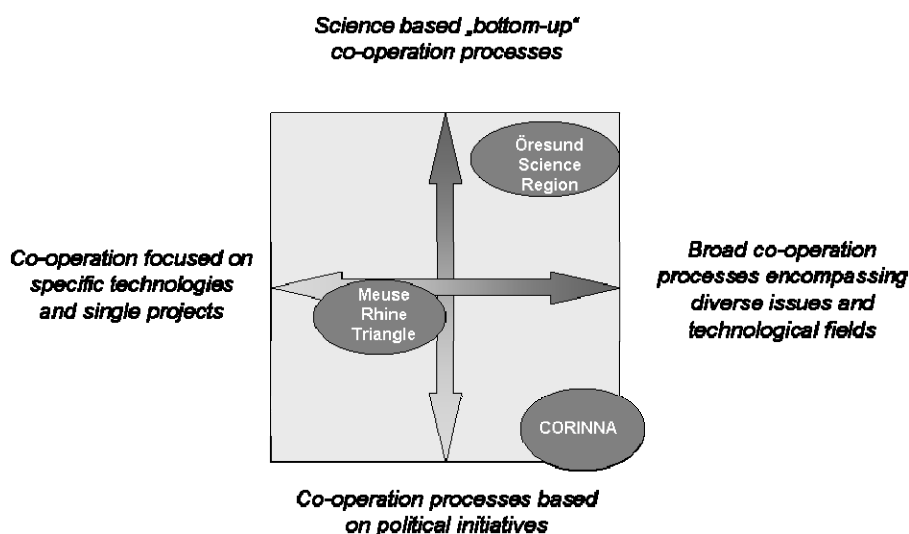 Science based „bottom-up“
co-operation processes
Öresund
Science
Region
Co-operation focused on
specific technologies
and single projects
Meuse
Rhine
Triangle
Broad co-operation
processes encompassing
diverse issues and
technological fields
CORINNA
Co-operation processes based
on political initiatives